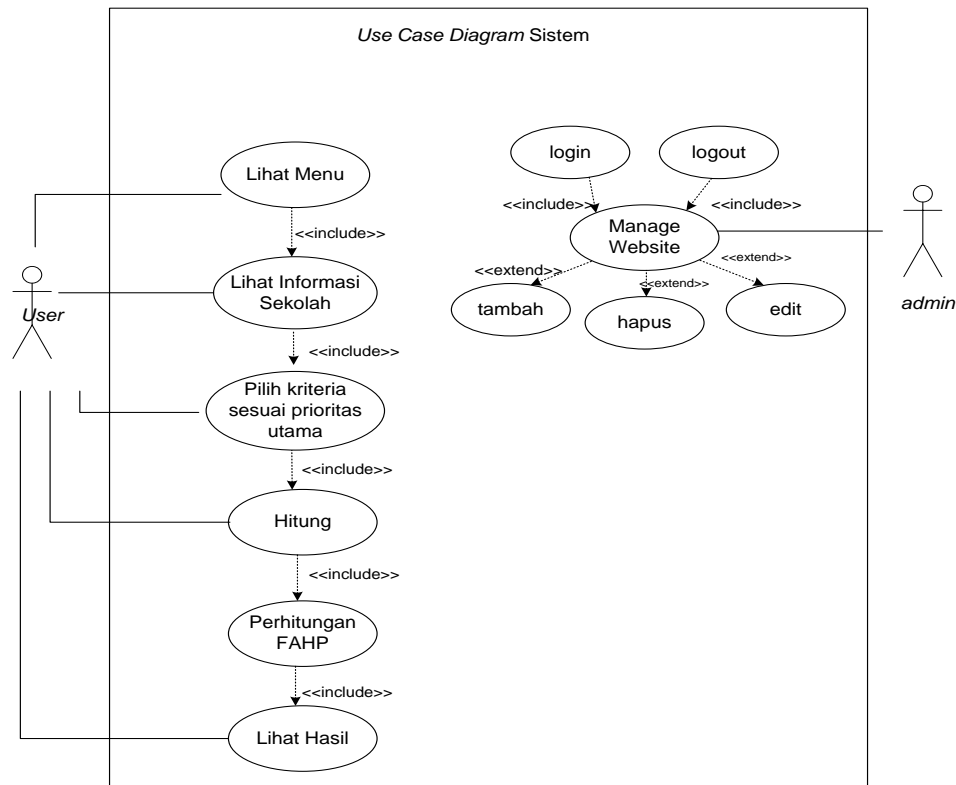 Use Case Diagram Sistem
login
logout
Lihat Menu
<<include>>
<<include>>
Manage
Website
<<include>>
<<extend>>
<<extend>>
<<extend>>
Lihat Informasi
Sekolah
User
admin
tambah
hapus
edit
<<include>>
Pilih kriteria
sesuai prioritas
utama
<<include>>
Hitung
<<include>>
Perhitungan
FAHP
<<include>>
Lihat Hasil